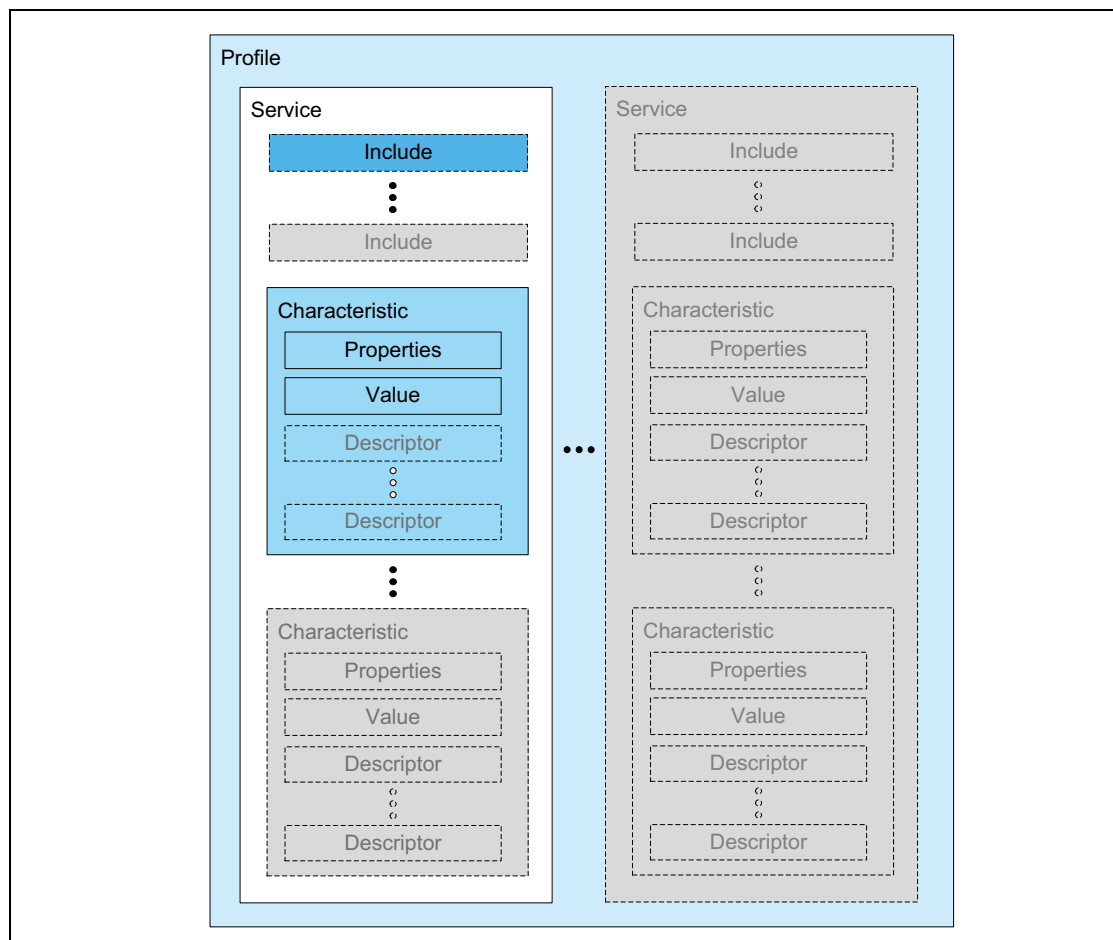 Profile
Service
Include
Include
Characteristic
Properties
Value
Descriptor
Descriptor
Characteristic
Properties
Value
Descriptor
Descriptor
Service
Include
Include
Characteristic
Properties
Value
Descriptor
Descriptor
Characteristic
Properties
Value
Descriptor
Descriptor